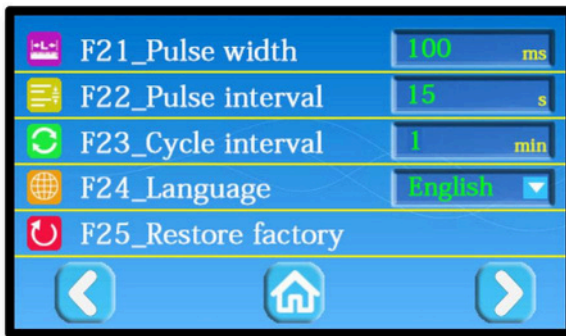 F21_Pulse width 100 ms
F22_Pulse interval 15 s
F23_Cycle interval 1 min
F24_Language English
F25_Restore factory